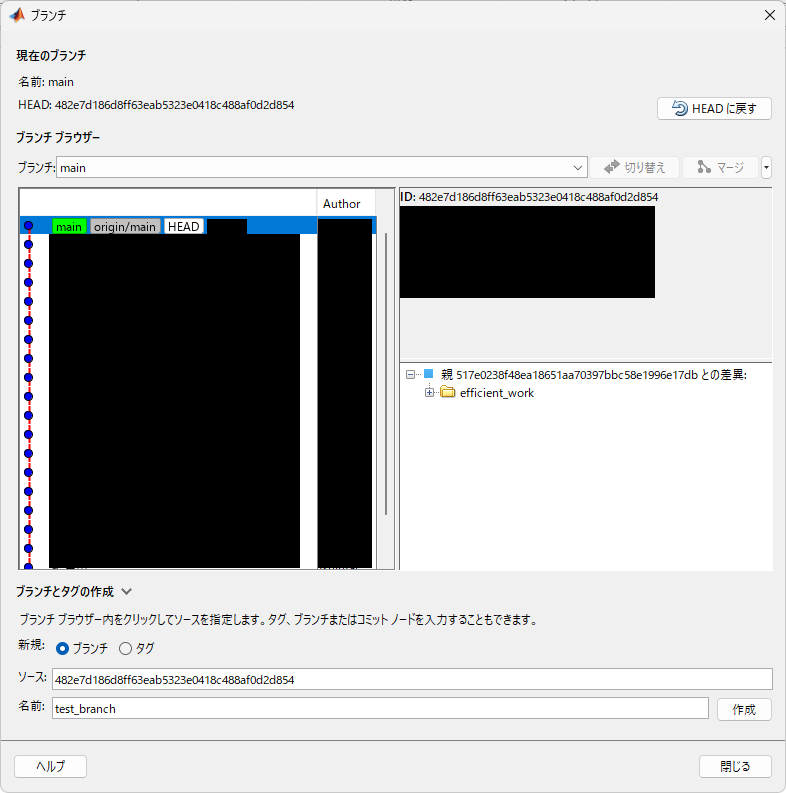 ブランチ
現在のブランチ
名前: main
HEAD: 482e7d186d8ff63eab5323e0418c488af0d2d854
HEAD に戻す
ブランチ ブラウザー
ブランチ: main
切り替え
マージ
Author
main origin/main HEAD
ID: 482e7d186d8ff63eab5323e0418c488af0d2d854
親 517e0238f48ea18651aa70397bbc58e1996e17db との差異:
efficient_work
ブランチとタグの作成
ブランチ ブラウザー内をクリックしてソースを指定します。タグ、ブランチまたはコミット ノードを入力することもできます。
新規: ブランチ タグ
ソース: 482e7d186d8ff63eab5323e0418c488af0d2d854
名前: test_branch
作成
ヘルプ
閉じる